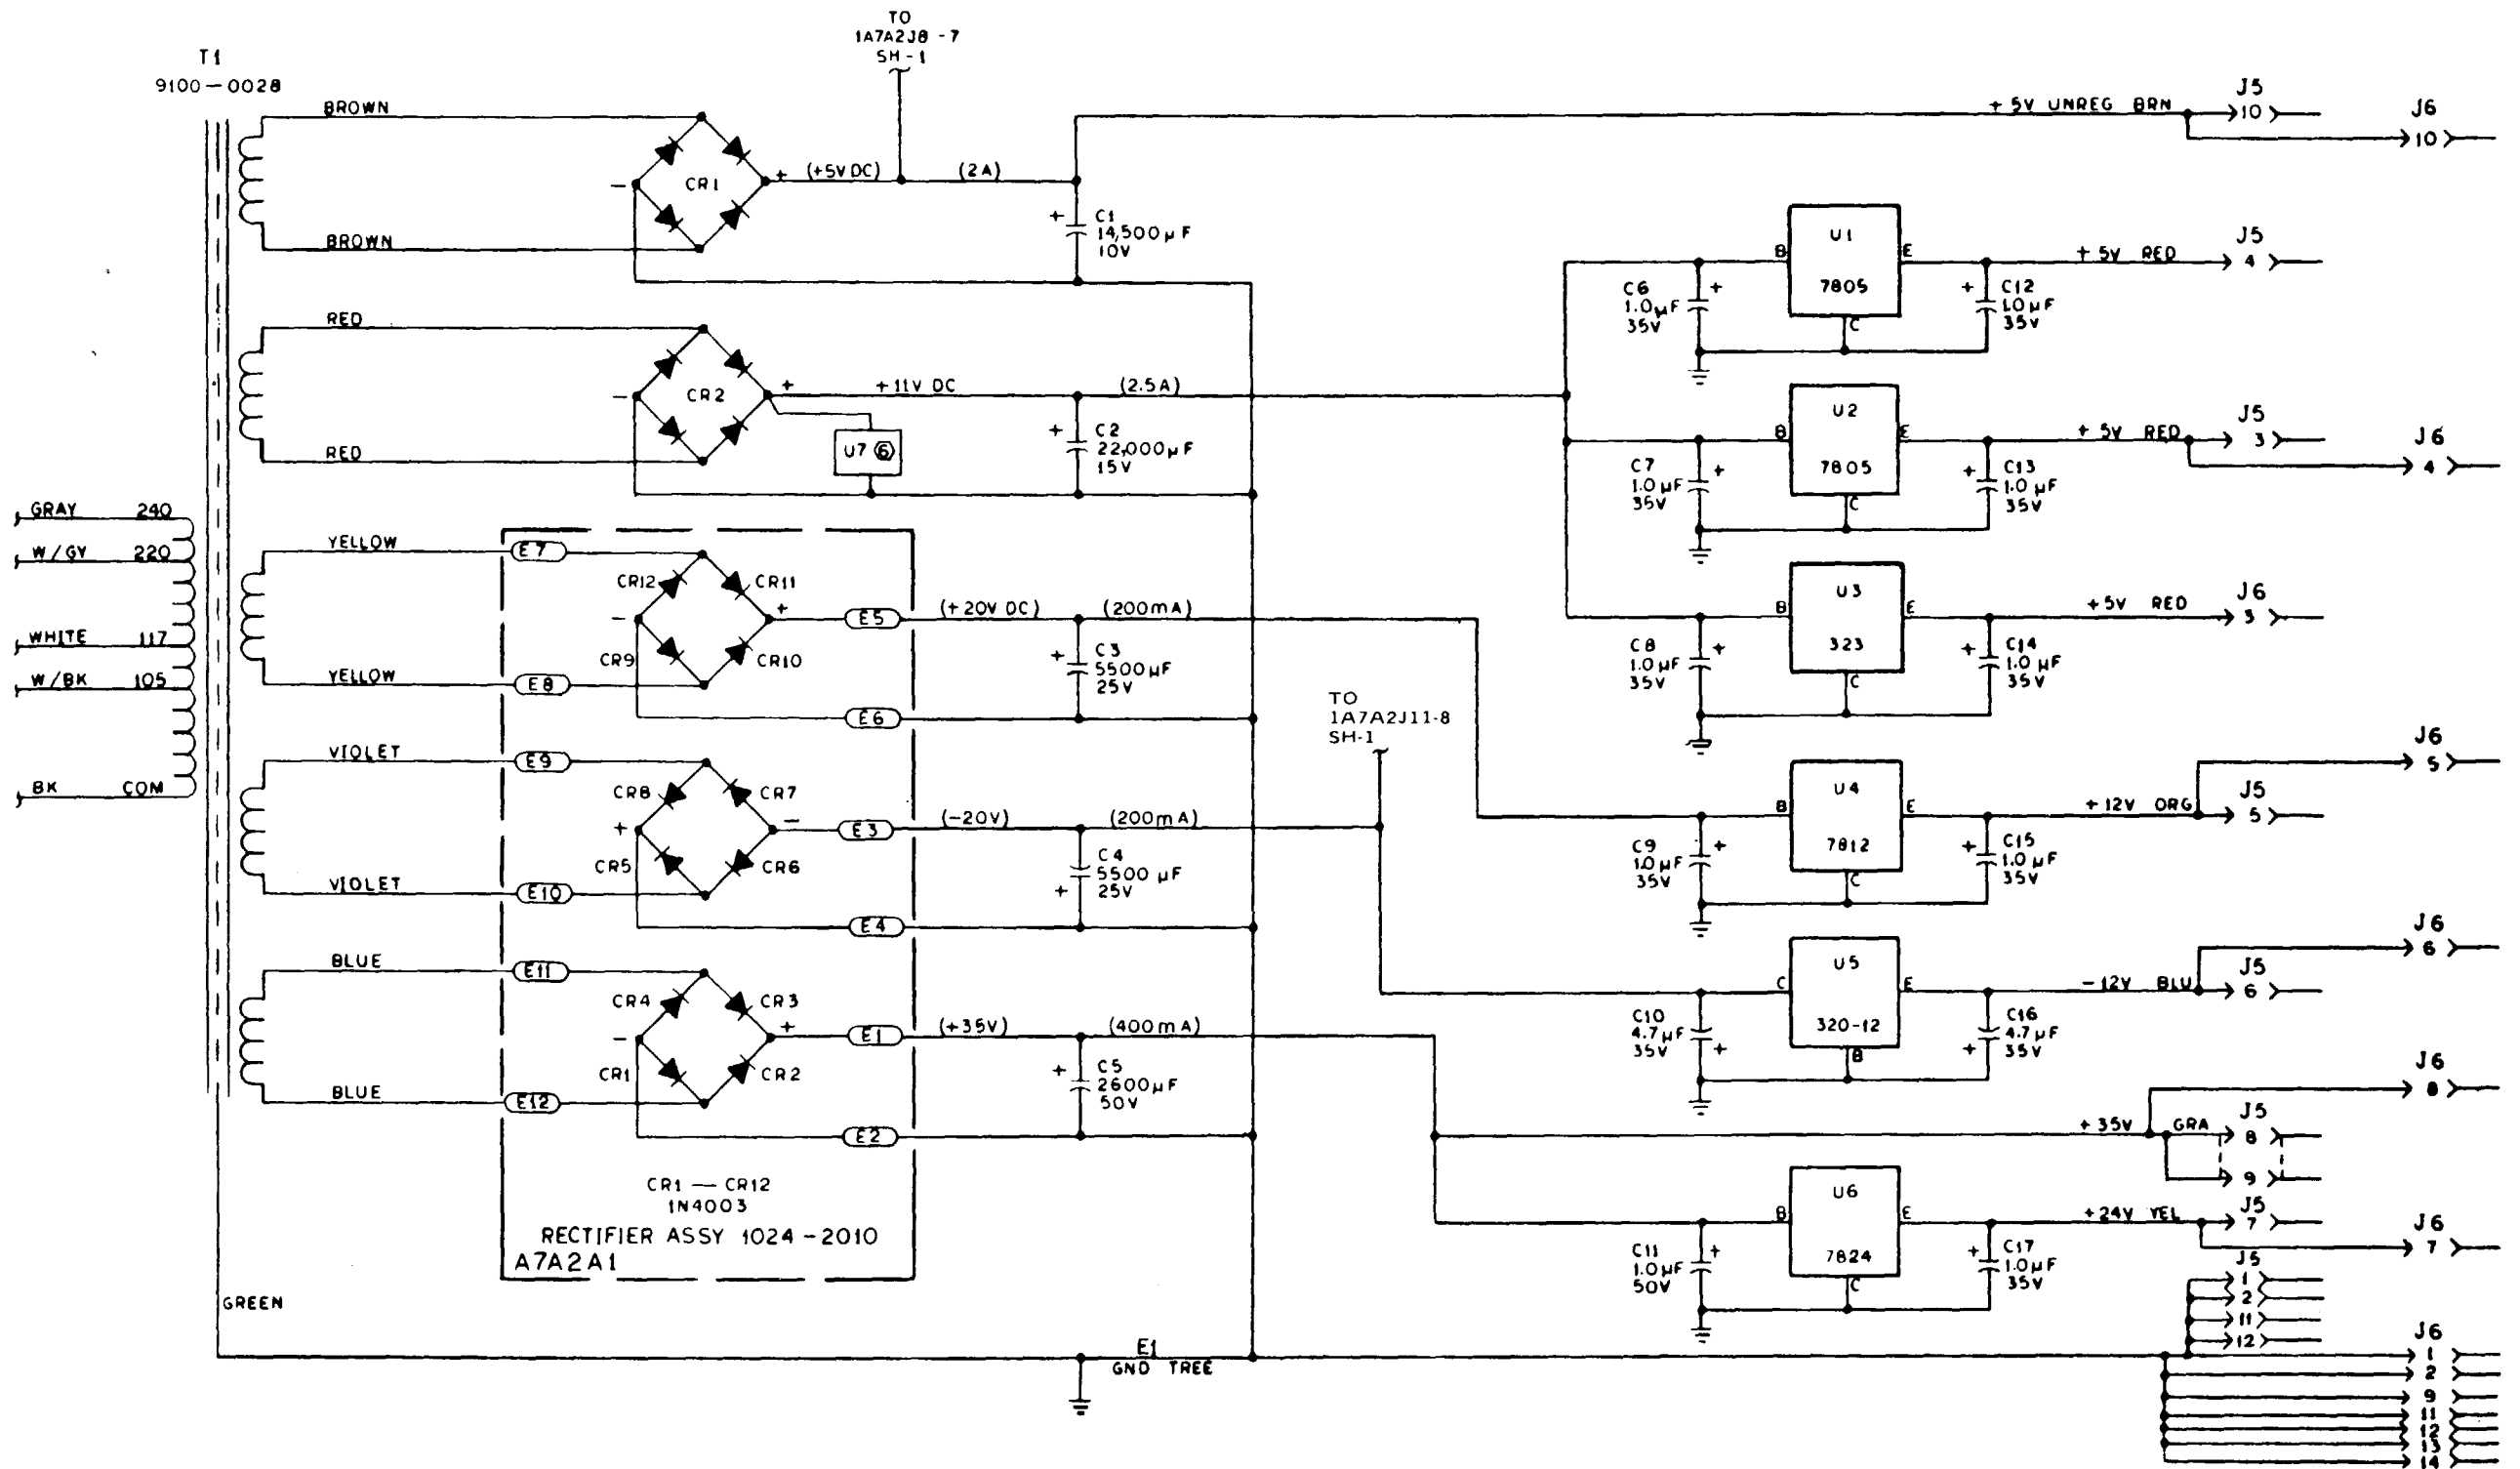 T1
9100-0028
TO
1A7A2J8-7
SH-1
BROWN
BROWN
CR1
-
+
(+5V DC)
(2A)
+
C1
14,500µF
10V
+5V UNREG BRN
J5
10
J6
10
RED
RED
CR2
-
+
+11V DC
(2.5A)
U7 6
+
C2
22,000µF
15V
C6
1.0µF
35V
+
B
U1
7805
E
C
+
C12
1.0µF
35V
+5V RED
J5
4
C7
1.0µF
35V
+
B
U2
7805
E
C
+
C13
1.0µF
35V
+5V RED
J5
3
J6
4
GRAY 240
W/GY 220
WHITE 117
W/BK 105
BK COM
YELLOW
E7
YELLOW
E8
CR12
CR11
CR9
CR10
-
+
E5
(+20V DC)
(200mA)
+
C3
5500µF
25V
E6
C8
1.0µF
35V
+
B
U3
323
E
C
+
C14
1.0µF
35V
+5V RED
J6
3
TO
1A7A2J11-8
SH-1
VIOLET
E9
VIOLET
E10
CR8
CR7
CR5
CR6
+
-
E3
(-20V)
(200mA)
C4
5500µF
25V
+
E4
C9
1.0µF
35V
+
B
U4
7812
E
C
+
C15
1.0µF
35V
+12V ORG
J6
5
J5
5
BLUE
E11
BLUE
E12
CR4
CR3
CR1
CR2
-
+
E1
(+35V)
(400mA)
+
C5
2600µF
50V
E2
C10
4.7µF
35V
+
C
U5
320-12
E
B
+
C16
4.7µF
35V
-12V BLU
J6
6
J5
6
+35V GRA
J6
8
J5
8
9
CR1 — CR12
1N4003
RECTIFIER ASSY 1024-2010
A7A2A1
C11
1.0µF
50V
+
B
U6
7824
E
C
+
C17
1.0µF
35V
+24V YEL
J5
7
J6
7
GREEN
E1
GND TREE
J5
1
2
11
12
J6
1
2
9
11
12
13
14